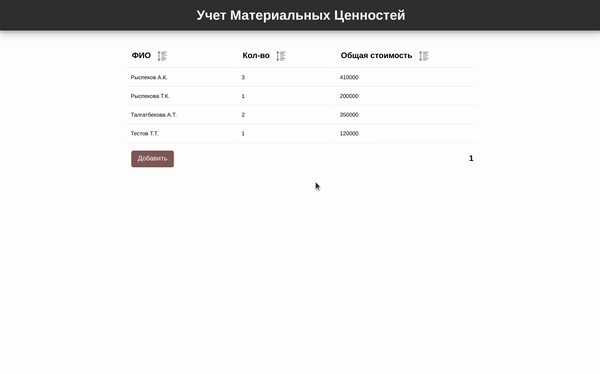 Учет Материальных Ценностей
ФИО Кол-во Общая стоимость
Рыспеков А.К. 3 410000
Рыспекова Т.К. 1 200000
Талгатбекова А.Т. 2 350000
Тестов Т.Т. 1 120000
Добавить 1